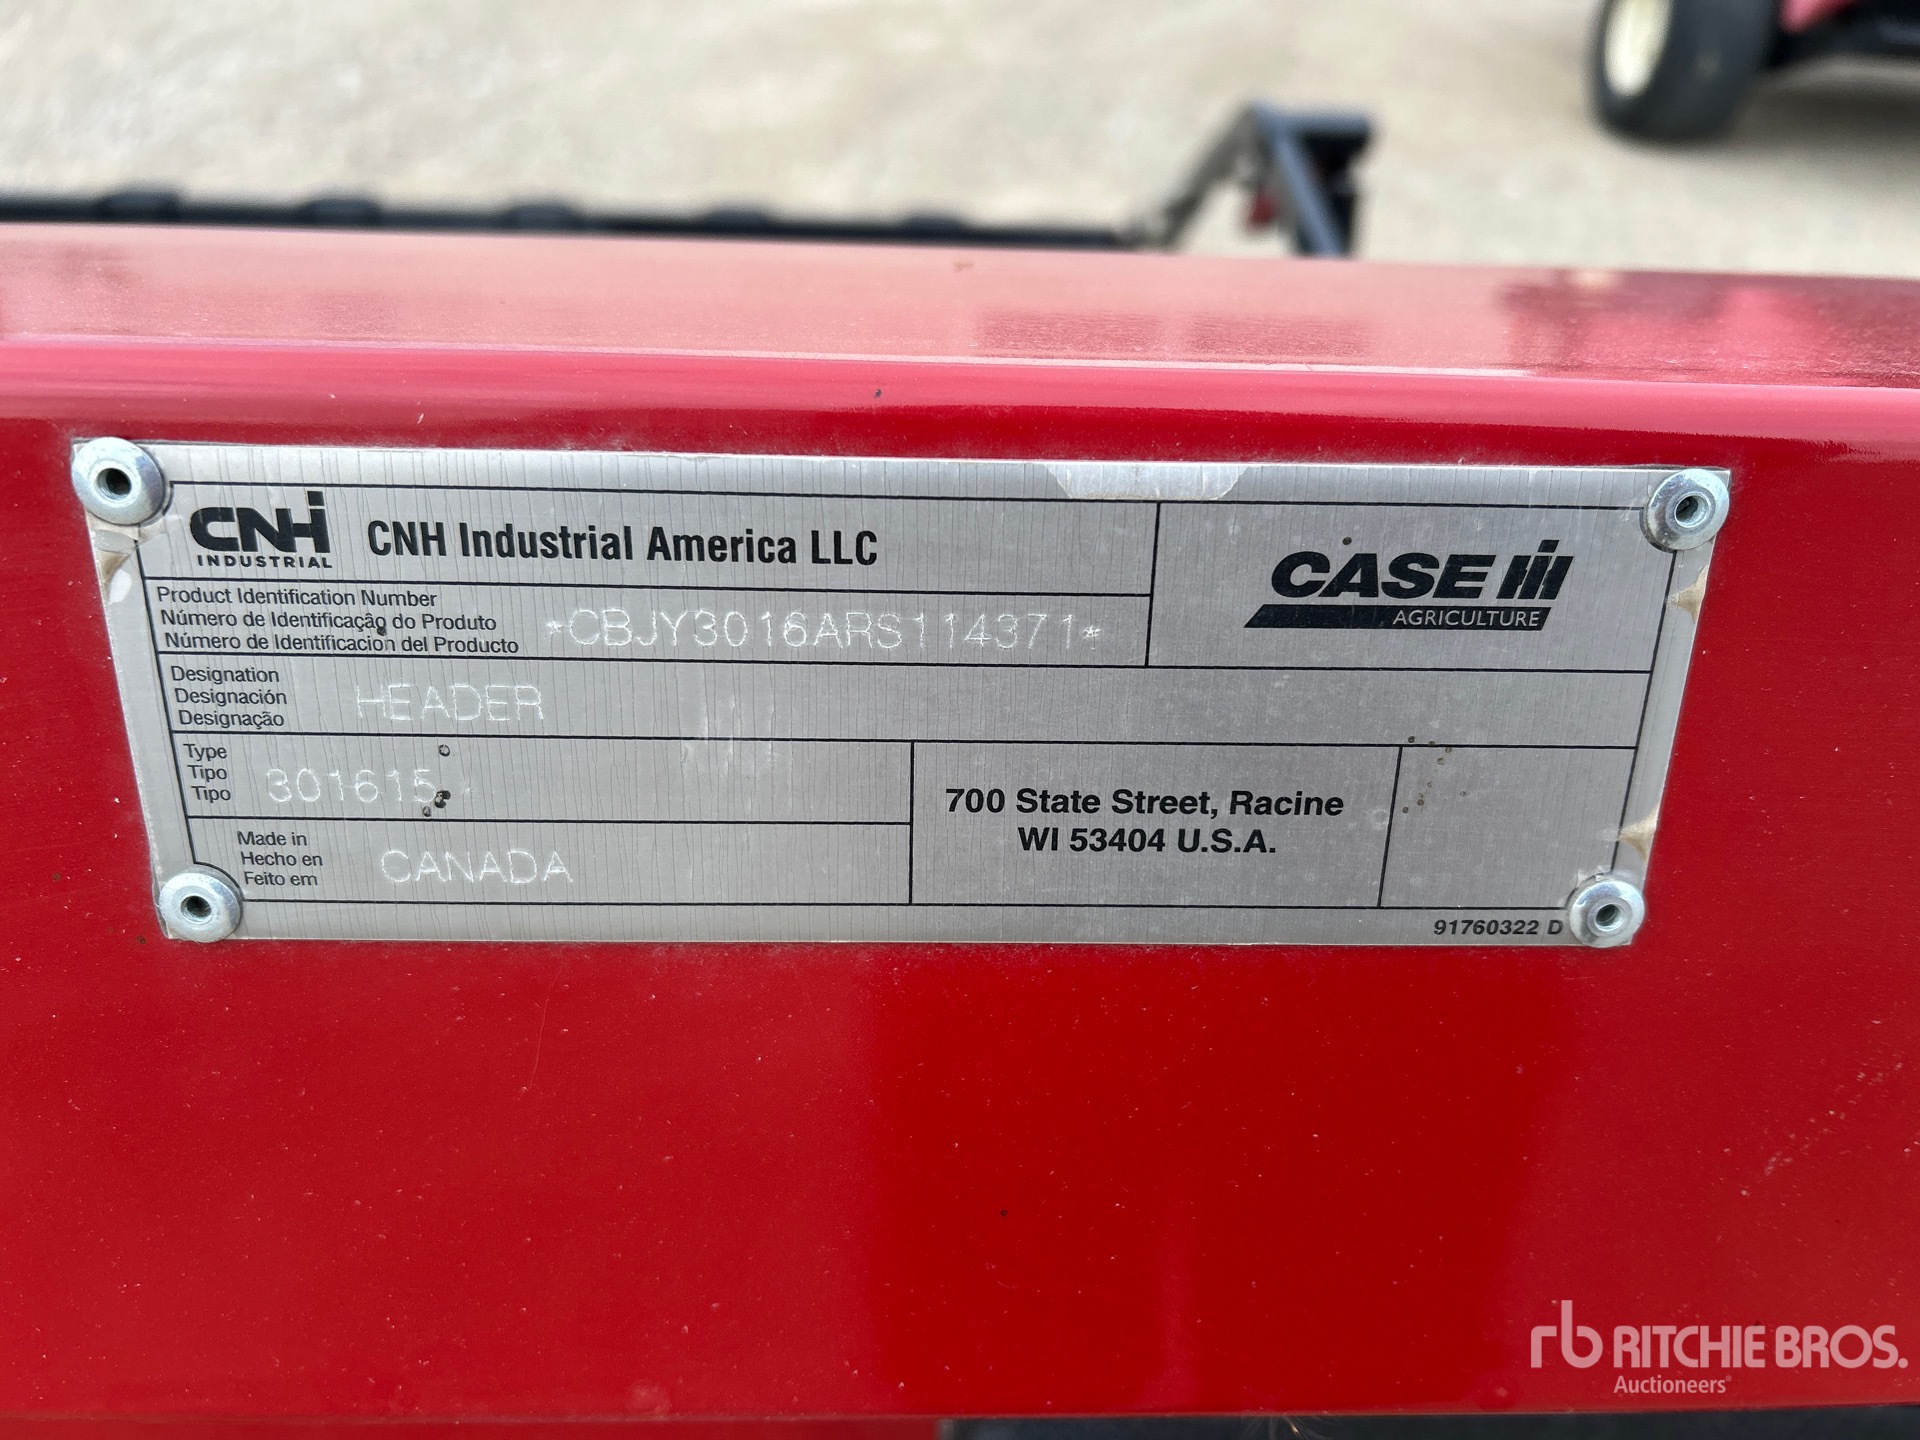 CNH
INDUSTRIAL
CNH Industrial America LLC
CASE IH
AGRICULTURE
Product Identification Number
Número de Identificação do Produto
Número de Identificación del Producto
*CBJY3016ARS114371*
Designation
Designación
Designação
HEADER
Type
Tipo
Tipo
301615
Made in
Hecho en
Feito em
CANADA
700 State Street, Racine
WI 53404 U.S.A.
91760322 D
rb RITCHIE BROS.
Auctioneers